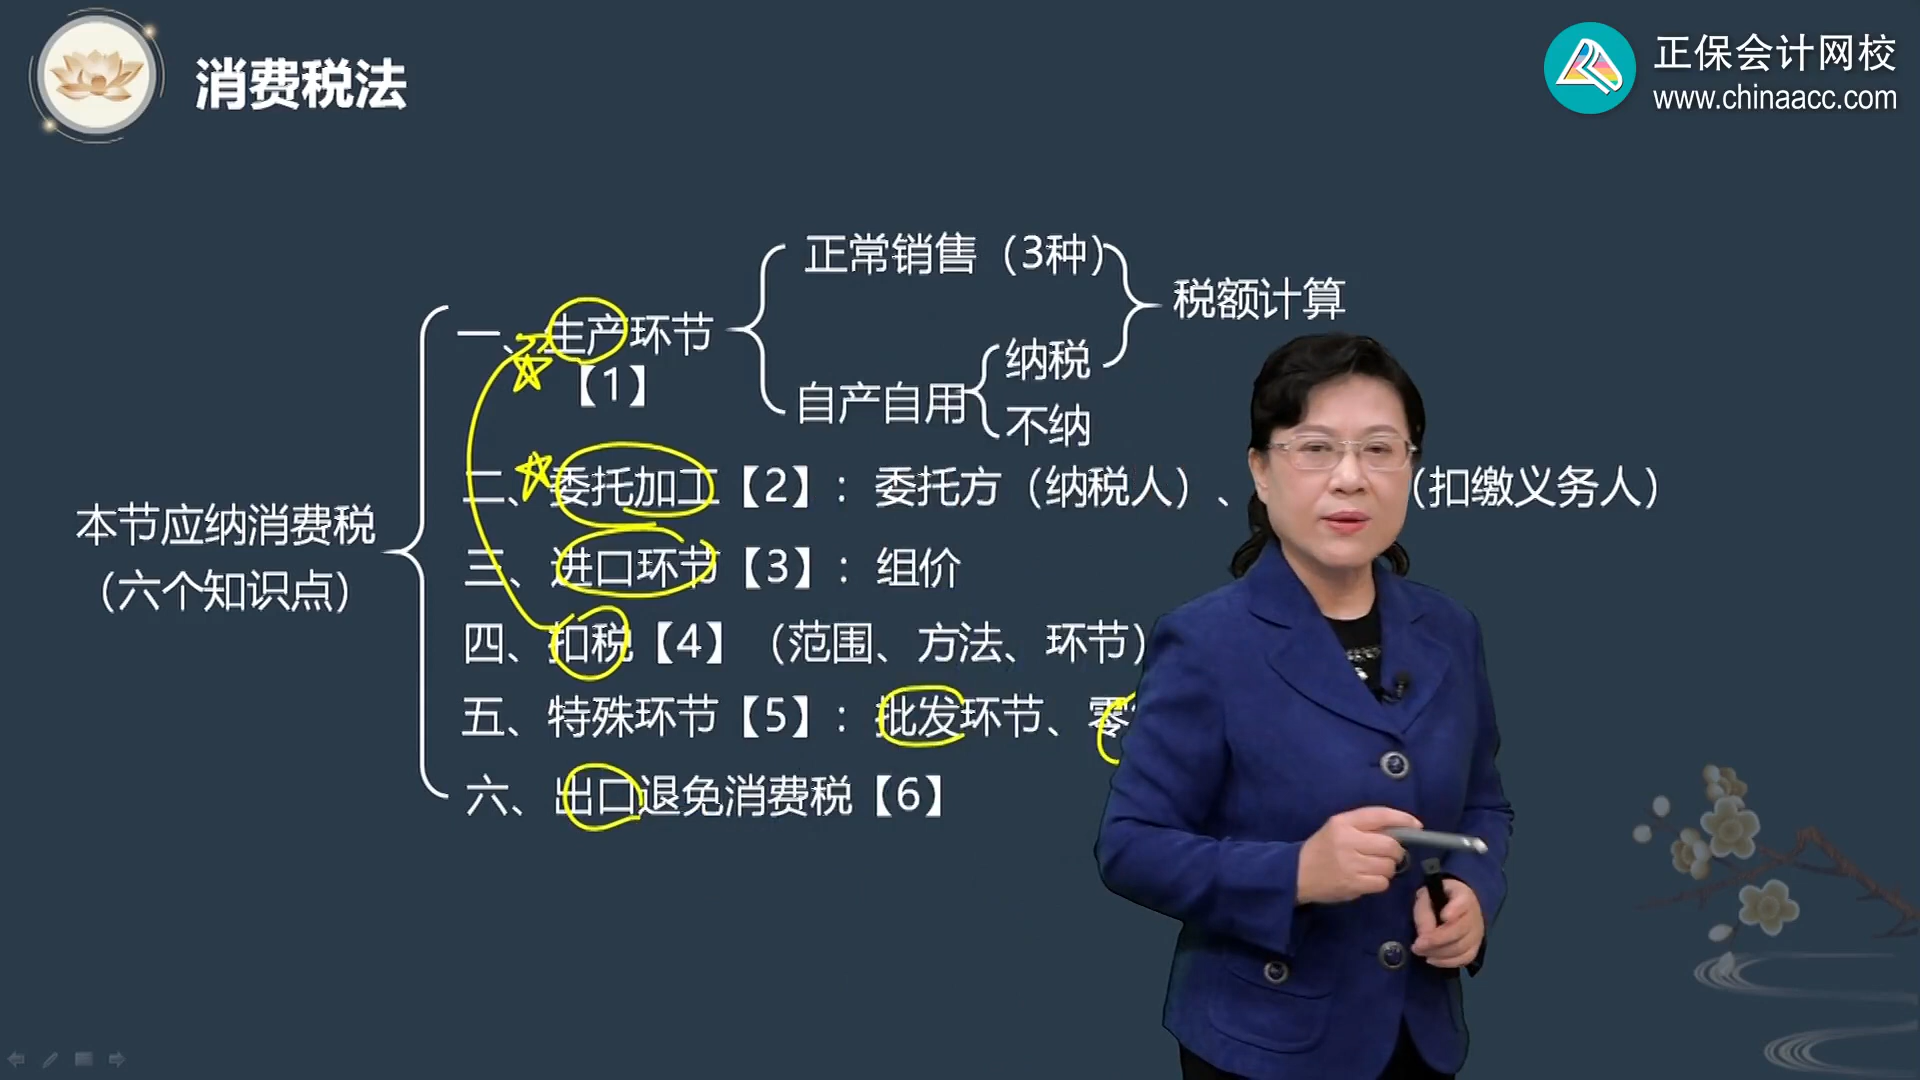 消费税法
正保会计网校
www.chinaacc.com
正常销售（3种）
税额计算
一、生产环节
【1】
纳税
自产自用
不纳
二、委托加工【2】：委托方（纳税人）、
（扣缴义务人）
本节应纳消费税
（六个知识点）
三、进口环节【3】：组价
四、扣税【4】（范围、方法、环节）
五、特殊环节【5】：批发环节、零
六、出口退免消费税【6】